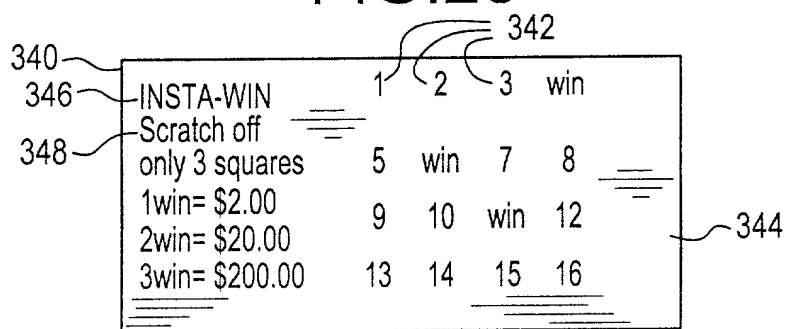 342
340
346 INSTA-WIN 1 2 3 win
Scratch off
348 only 3 squares 5 win 7 8
1win= $2.00
9 10 win 12
344
2win= $20.00
3win= $200.00 13 14 15 16